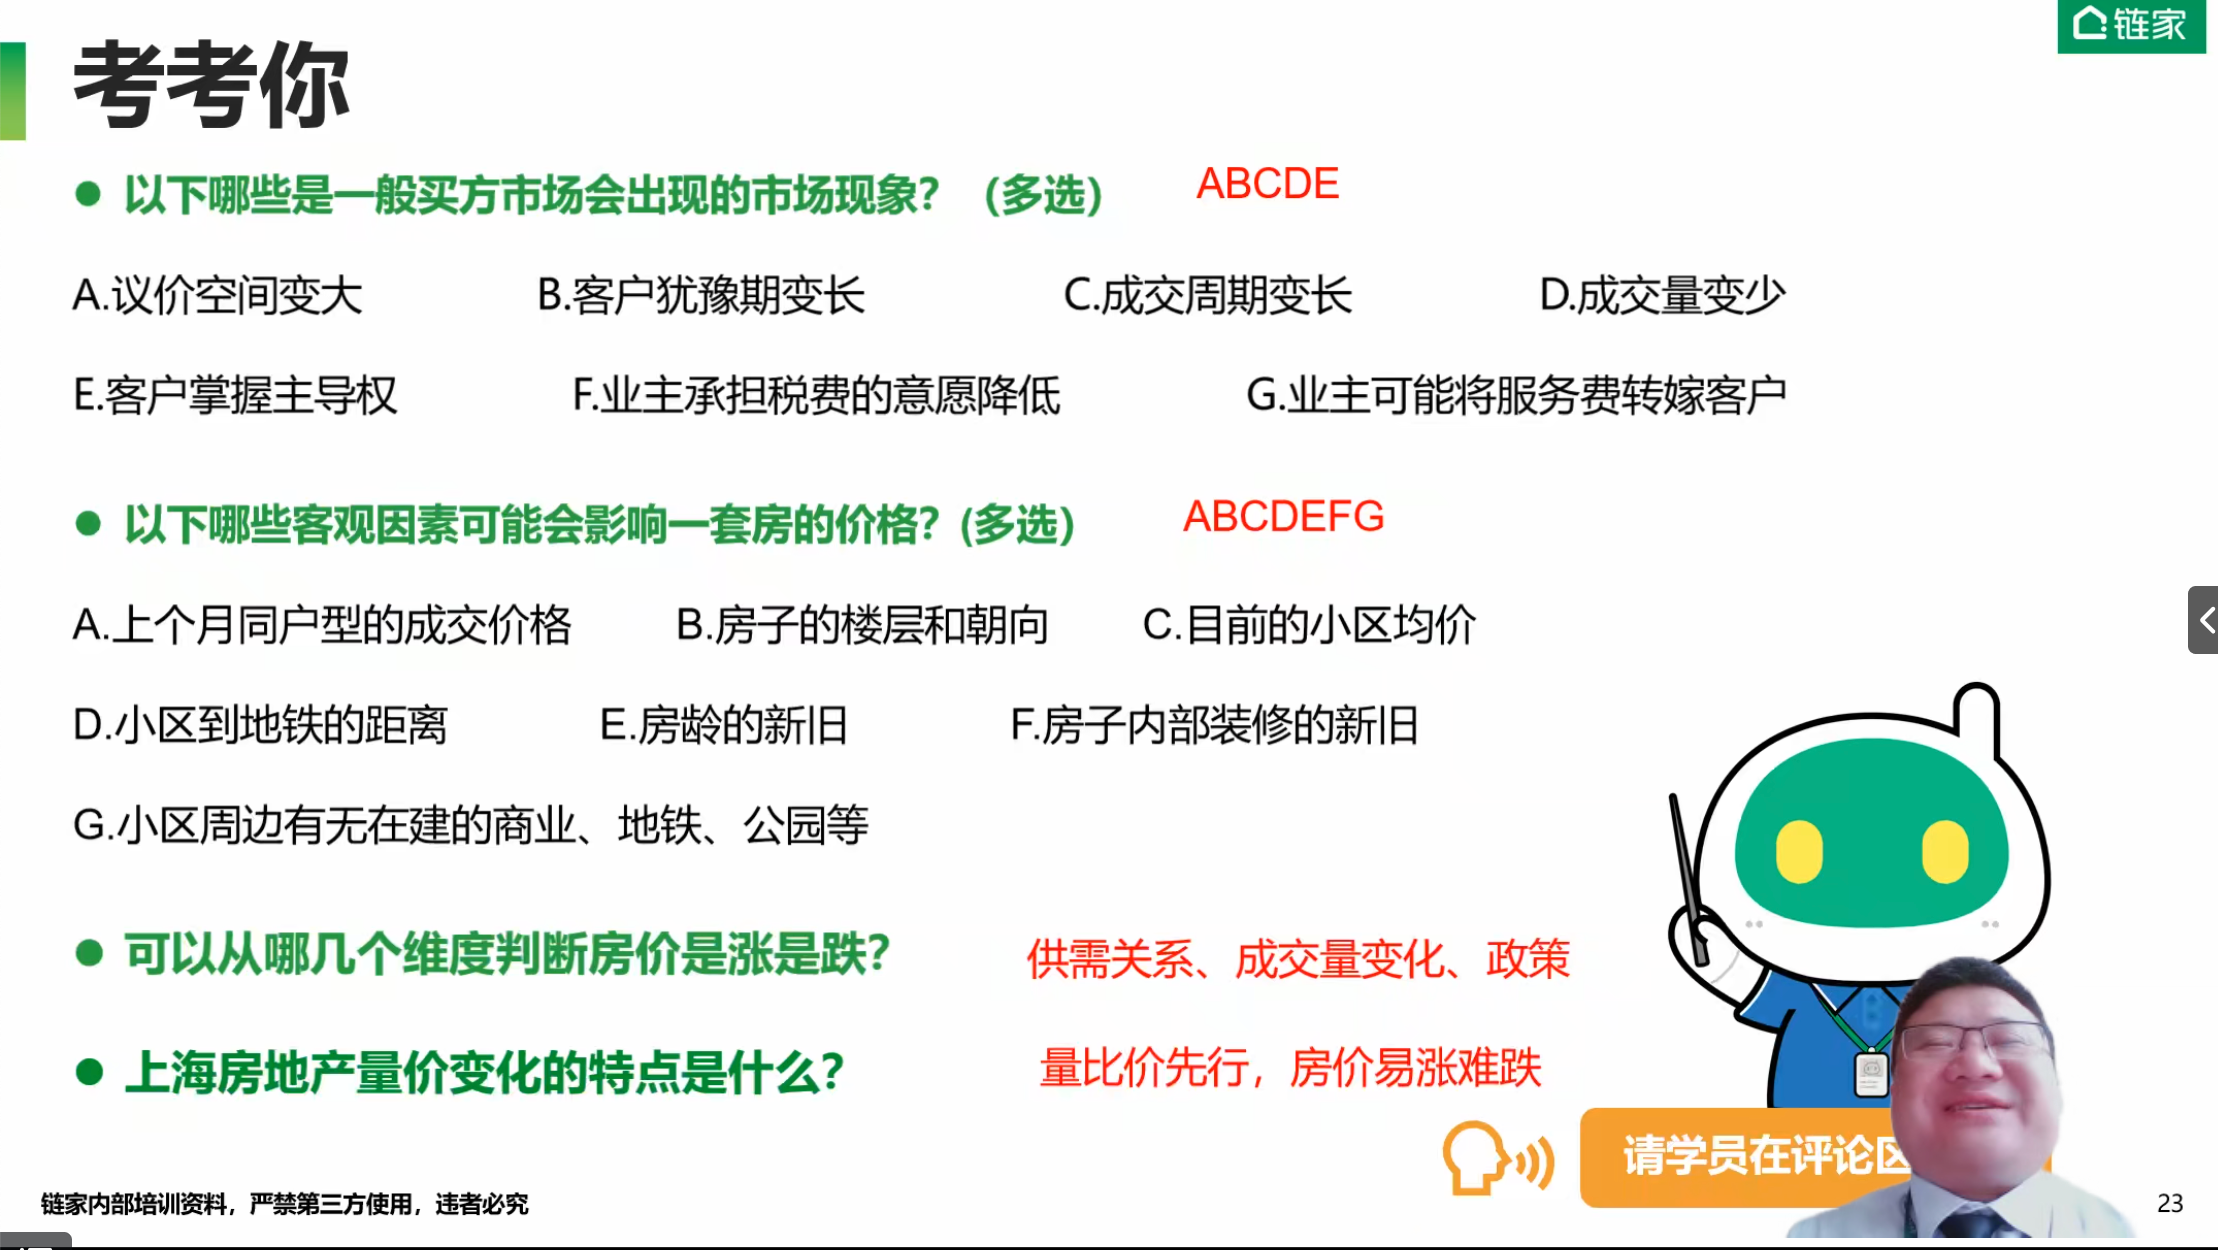 链家
考考你
以下哪些是一般买方市场会出现的市场现象？（多选） ABCDE
A.议价空间变大 B.客户犹豫期变长 C.成交周期变长 D.成交量变少
E.客户掌握主导权 F.业主承担税费的意愿降低 G.业主可能将服务费转嫁客户
以下哪些客观因素可能会影响一套房的价格？(多选） ABCDEFG
A.上个月同户型的成交价格 B.房子的楼层和朝向 C.目前的小区均价
D.小区到地铁的距离 E.房龄的新旧 F.房子内部装修的新旧
G.小区周边有无在建的商业、地铁、公园等
可以从哪几个维度判断房价是涨是跌？ 供需关系、成交量变化、政策
上海房地产量价变化的特点是什么？ 量比价先行，房价易涨难跌
请学员在评论区
链家内部培训资料，严禁第三方使用，违者必究
23